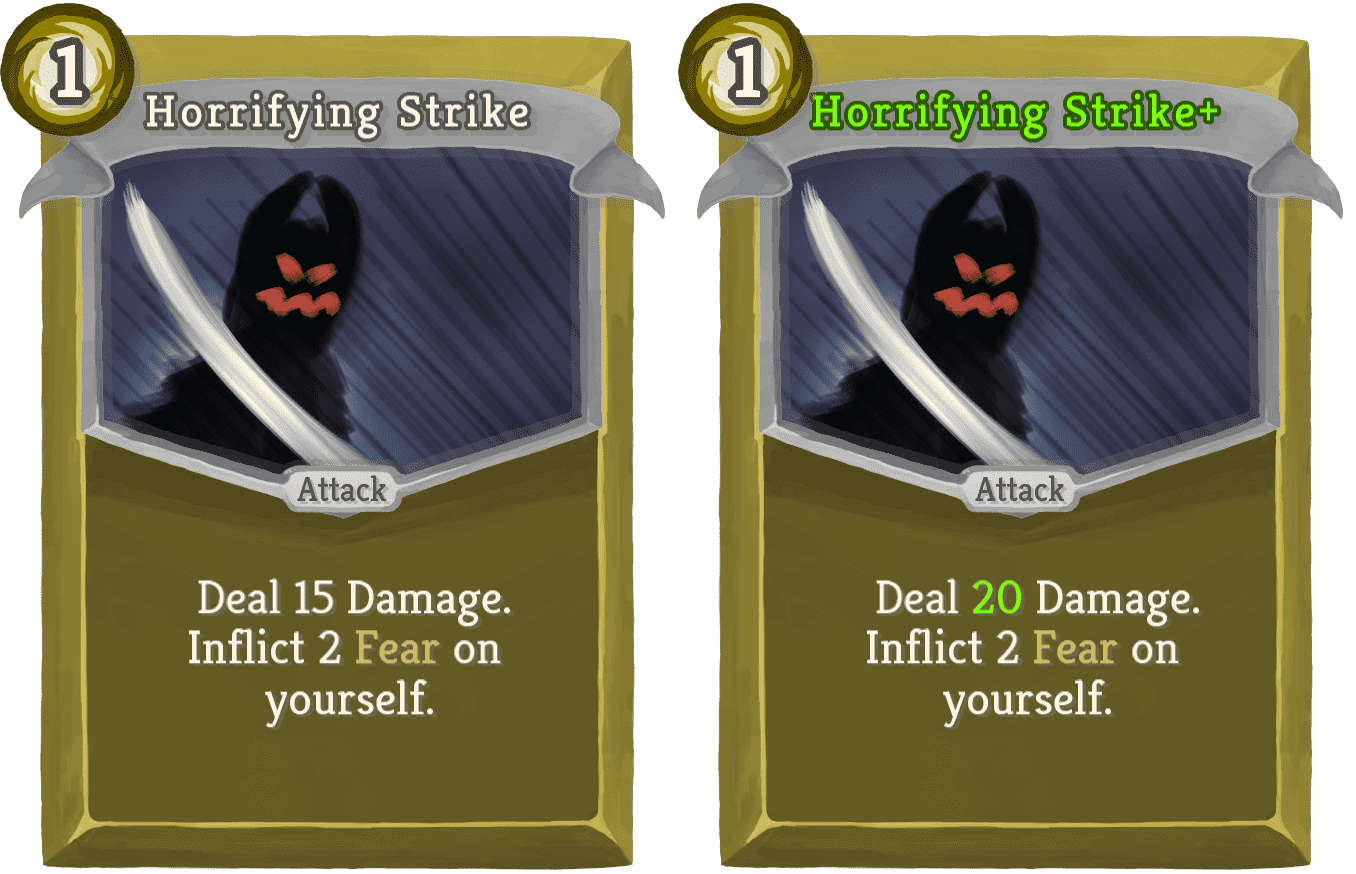 1
Horrifying Strike
Attack
Deal 15 Damage.
Inflict 2 Fear on
yourself.
1
Horrifying Strike+
Attack
Deal 20 Damage.
Inflict 2 Fear on
yourself.